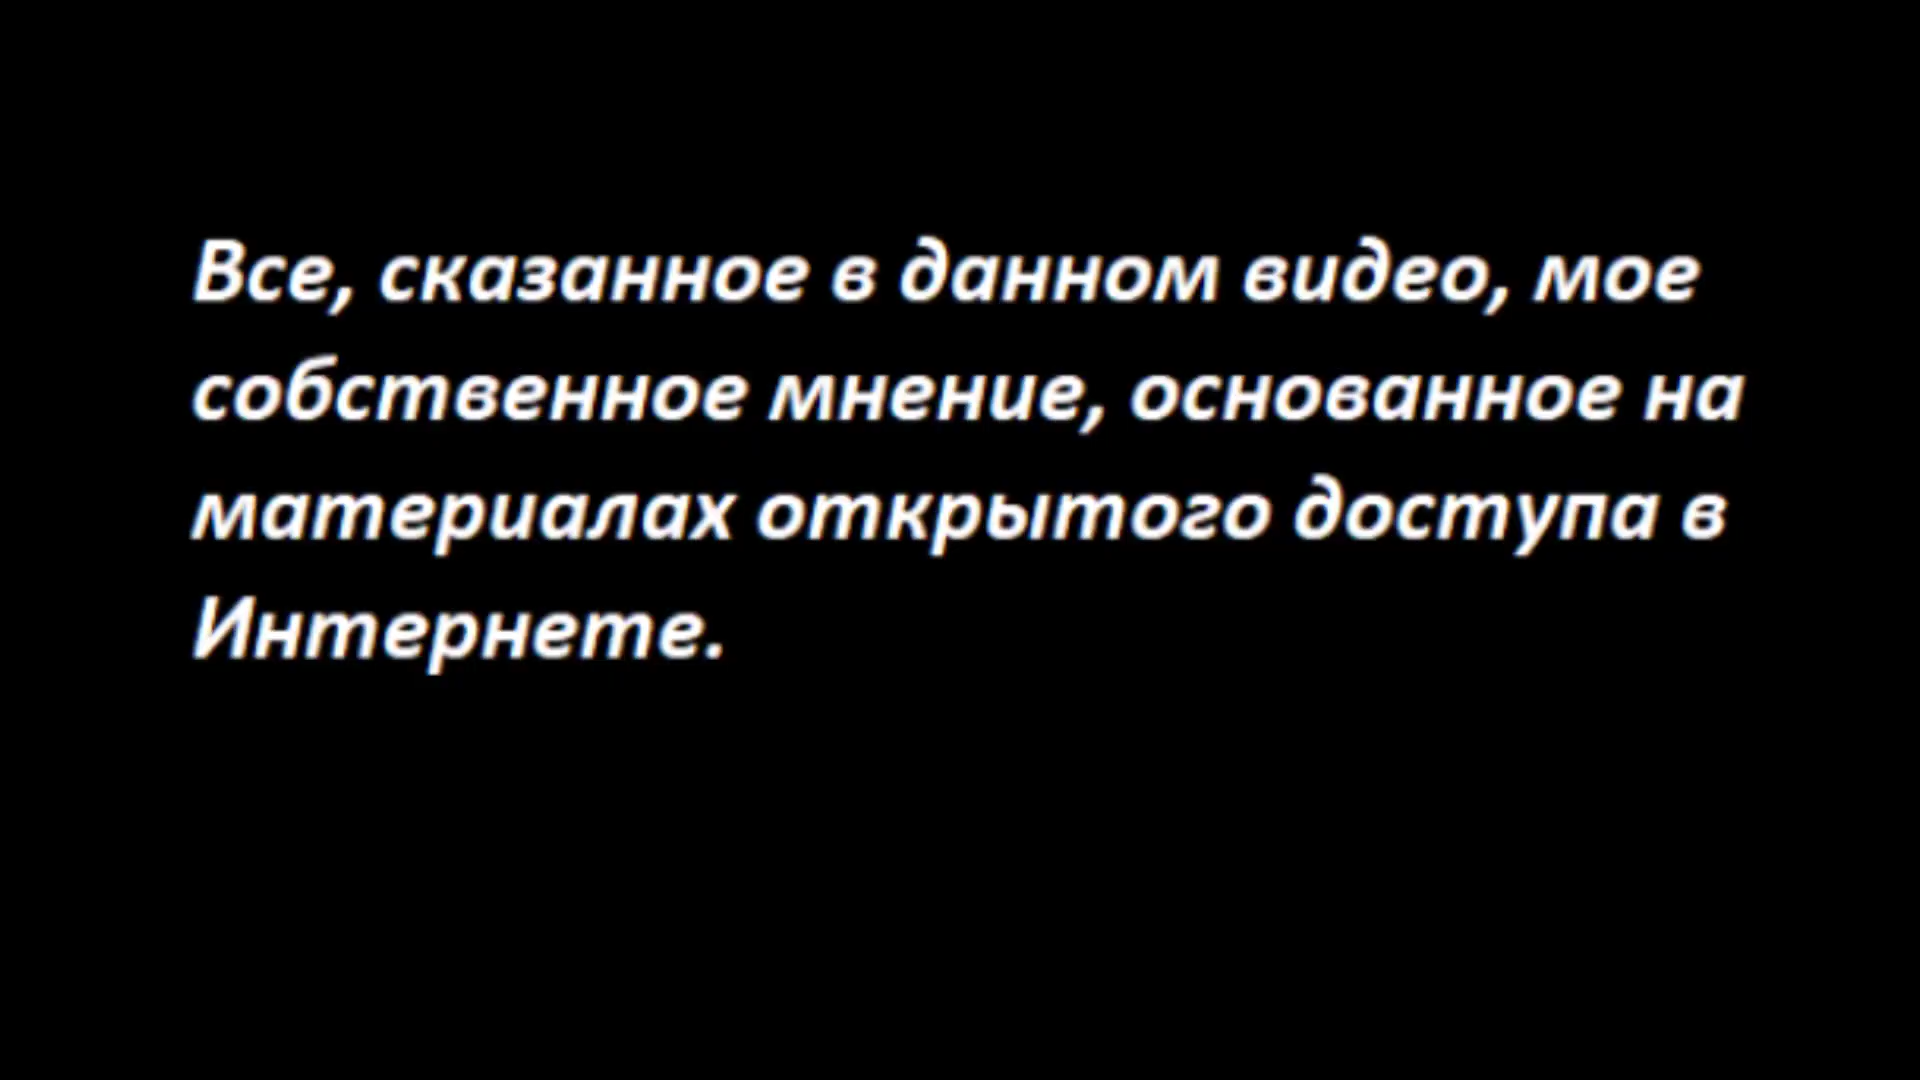 Все, сказанное в данном видео, мое
собственное мнение, основанное на
материалах открытого доступа в
Интернете.